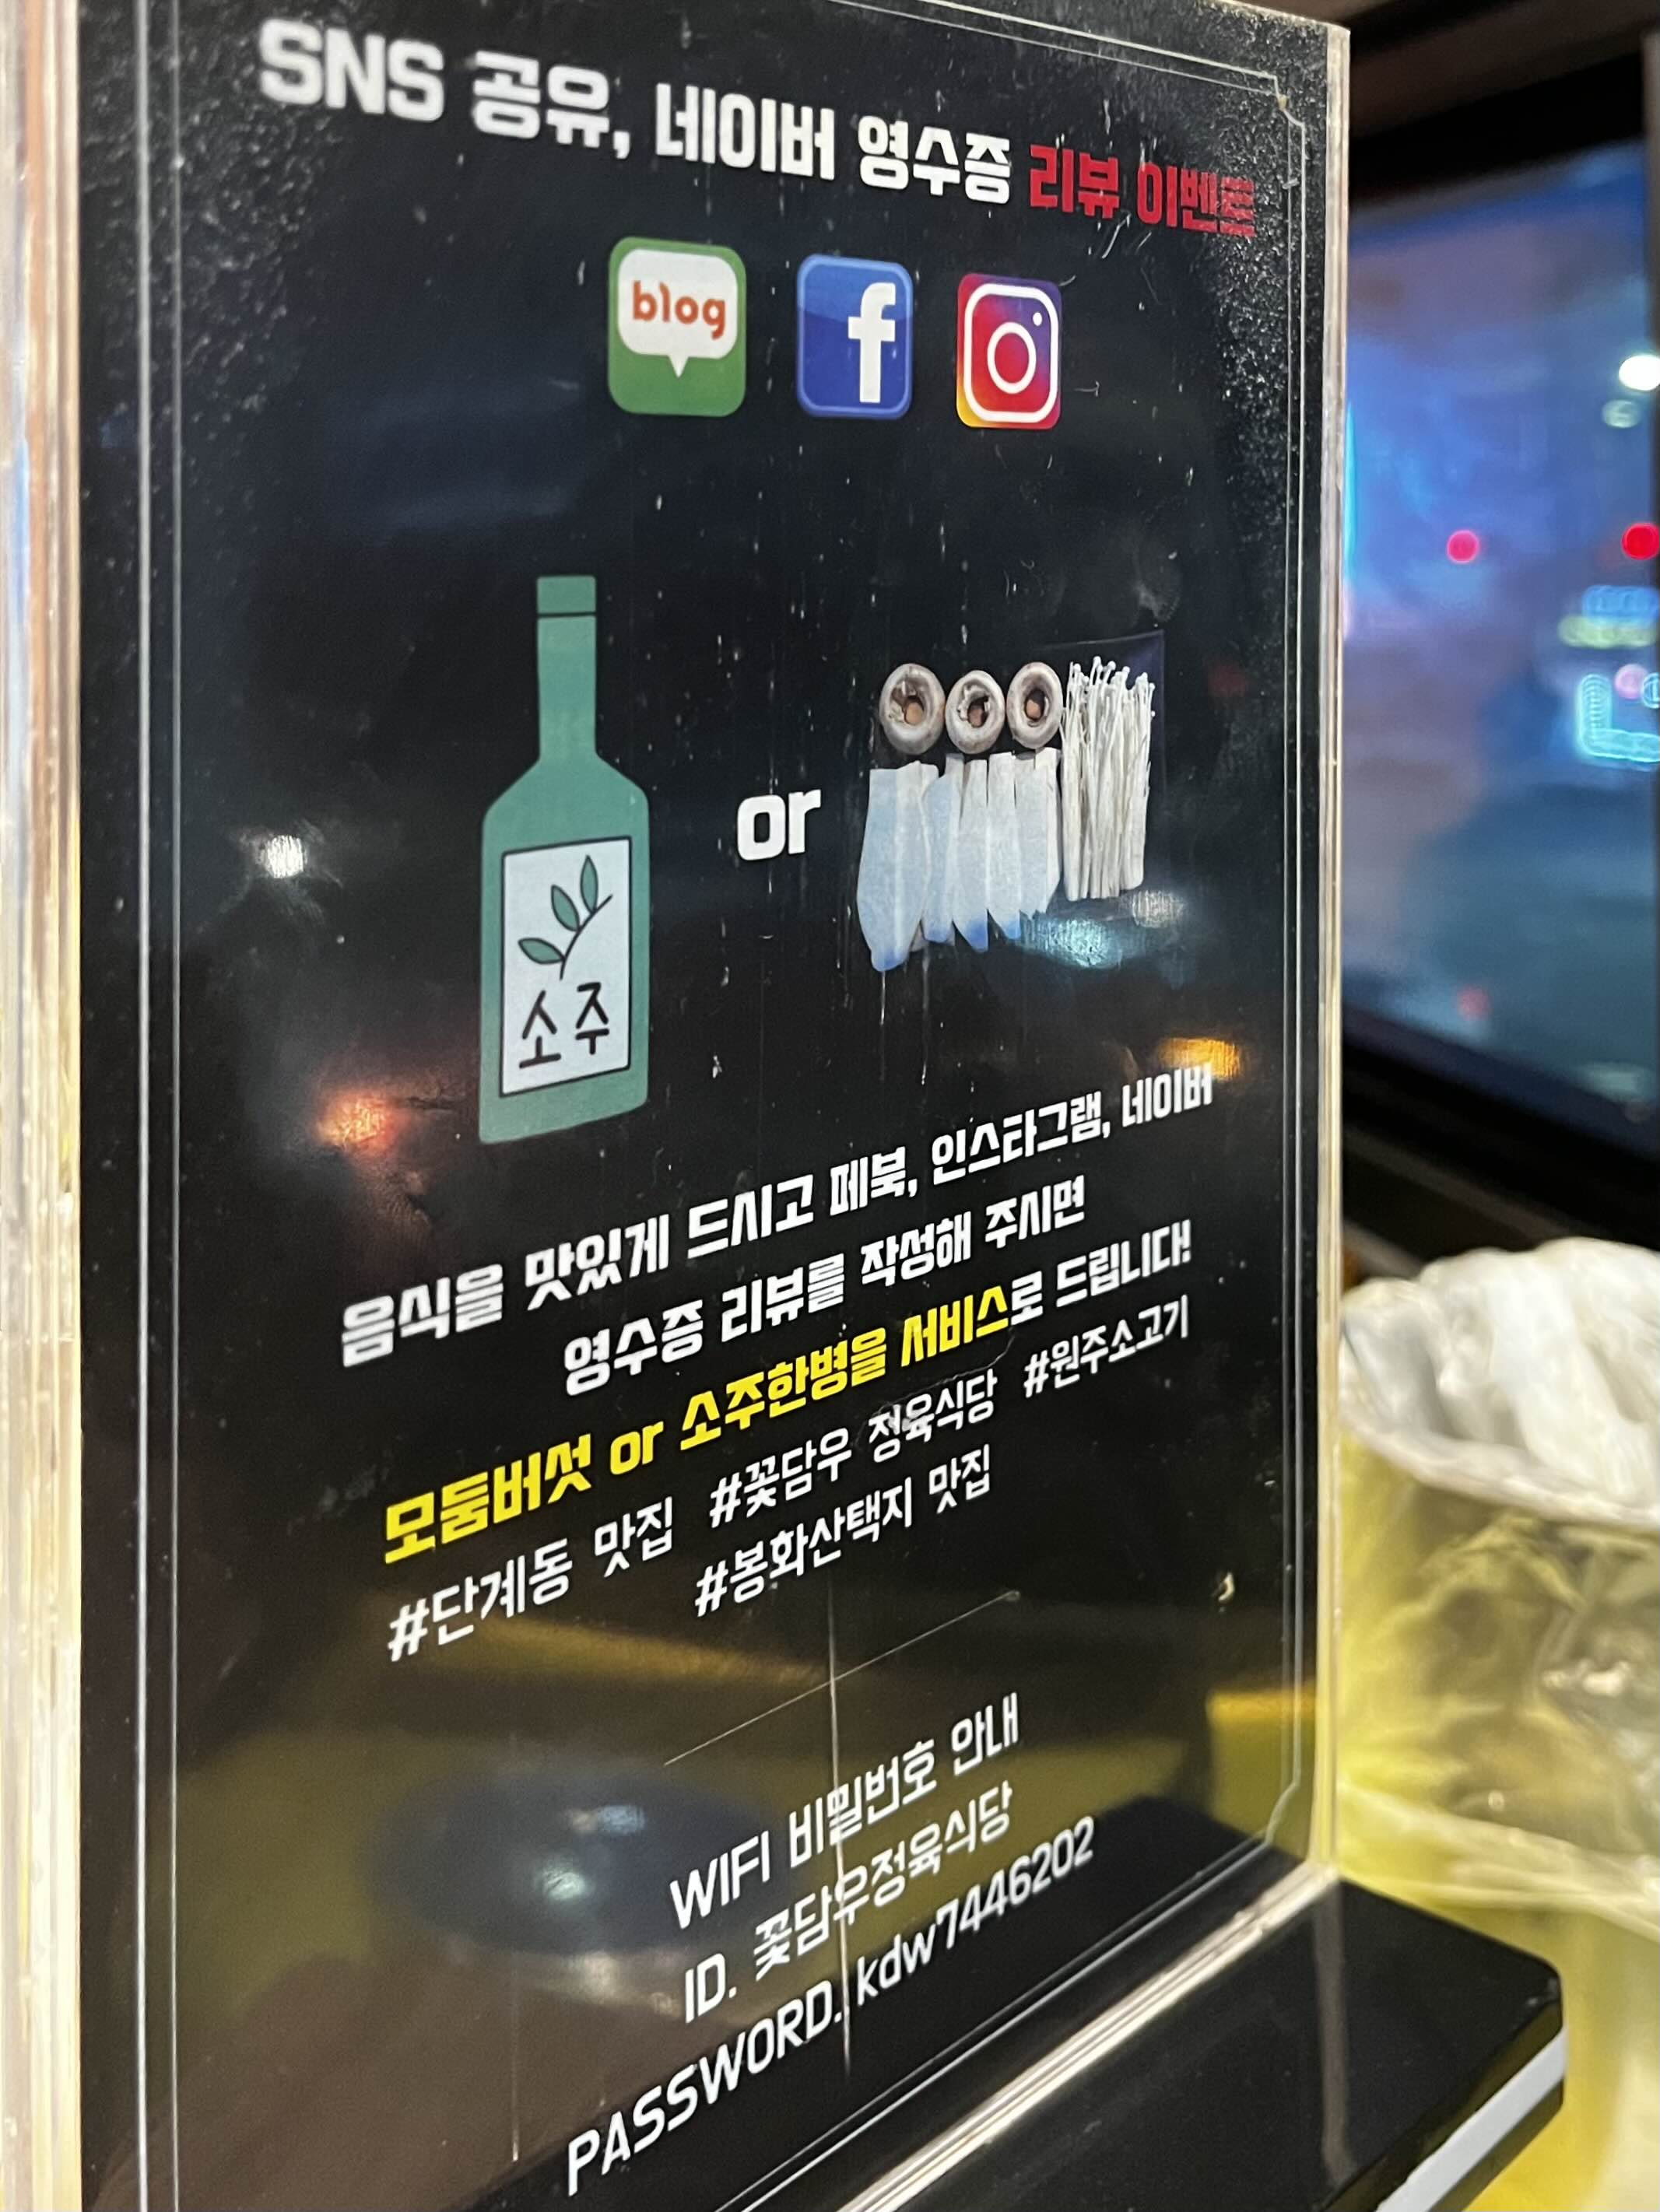 SNS 공유, 네이버 영수증 리뷰 이벤트
blog
f
or
소주
음식을 맛있게 드시고 페북, 인스타그램, 네이버
영수증 리뷰를 작성해 주시면
모둠버섯 or 소주한병을 서비스로 드립니다!
#단계동 맛집 #꽃담우 정육식당 #원주소고기
#봉화산택지 맛집
WIFI 비밀번호 안내
ID. 꽃담우정육식당
PASSWORD. kdw7446202